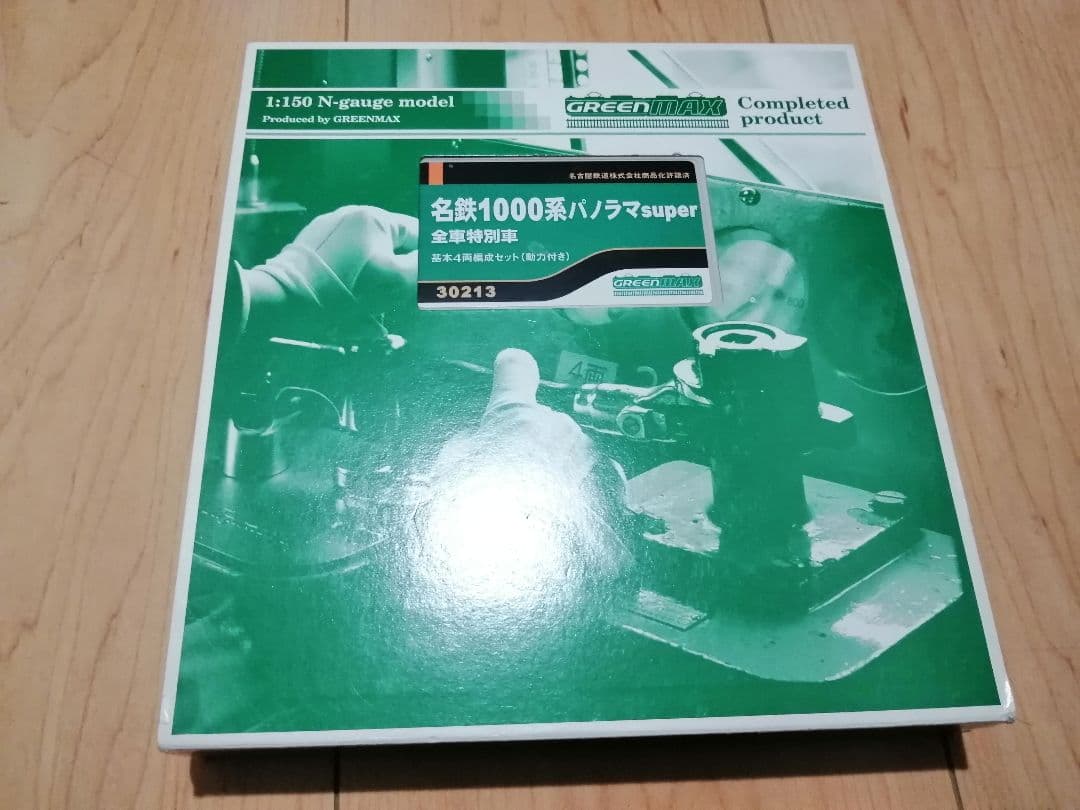 1:150 N-gauge model
Produced by GREENMAX
GREENMAX
Completed
product
名古屋鉄道株式会社商品化許諾済
名鉄1000系パノラマsuper
全車特別車
基本4両編成セット(動力付き)
30213
GREENMAX
4両